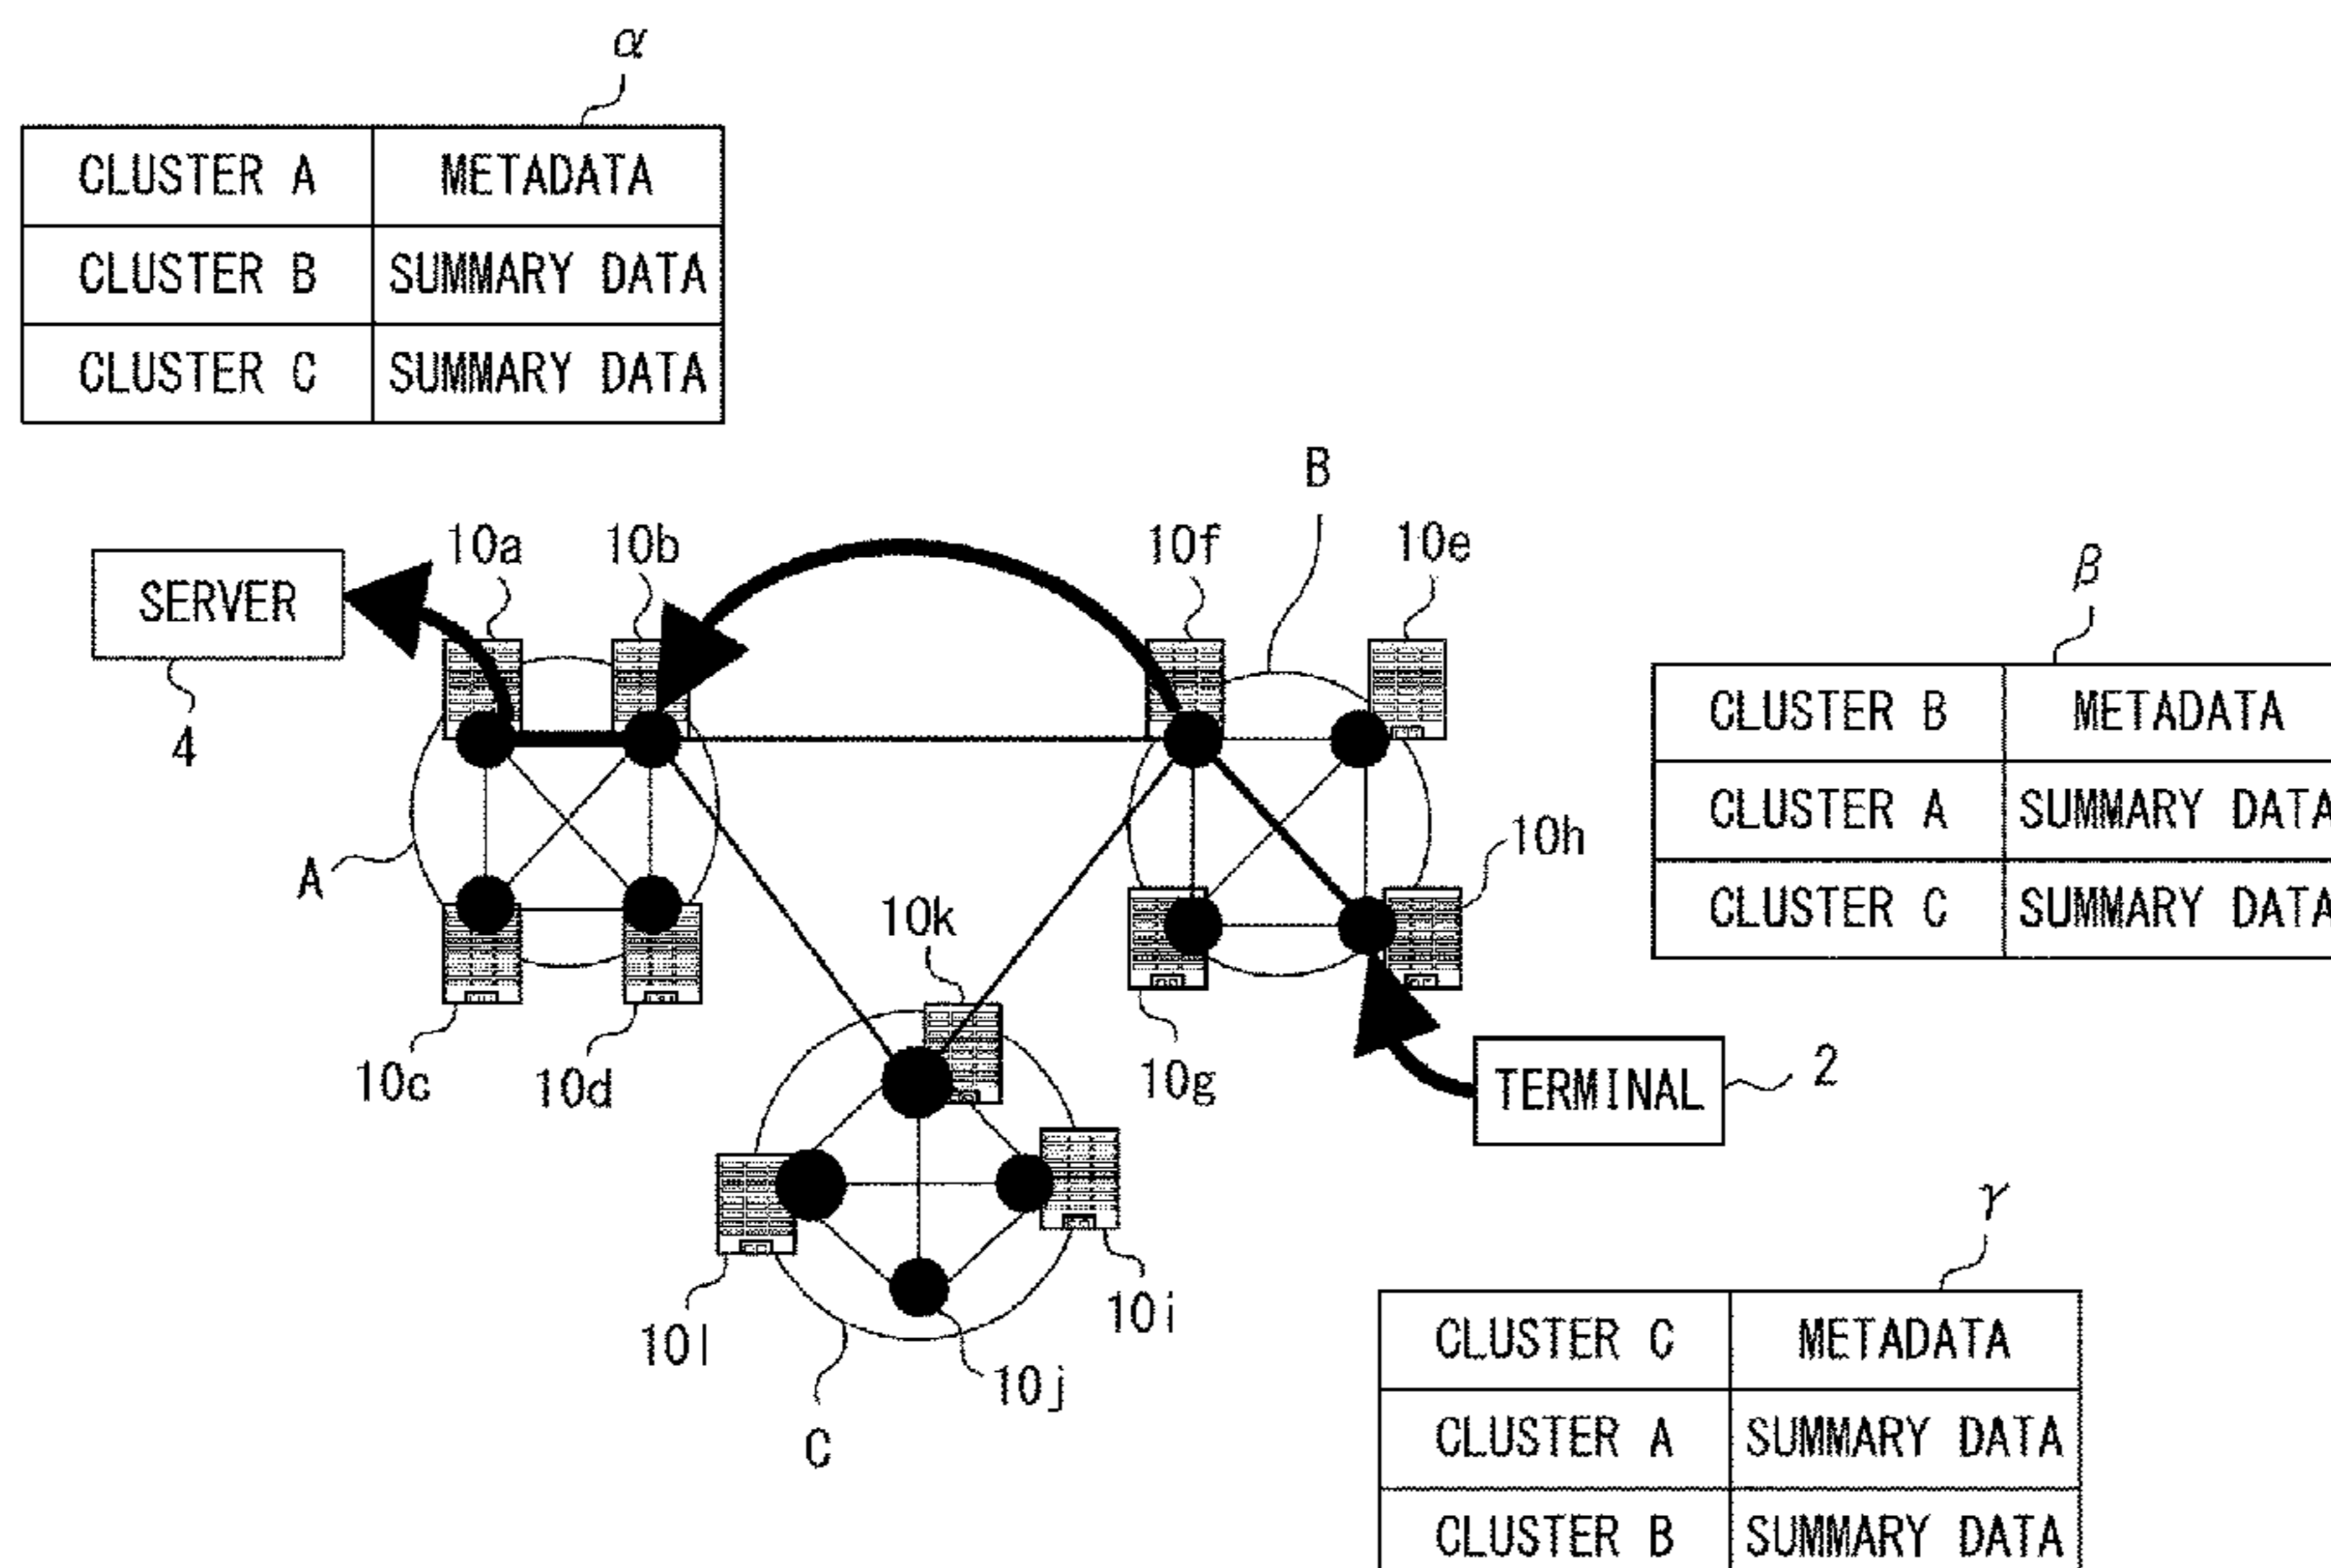 α
CLUSTER A METADATA
CLUSTER B SUMMARY DATA
CLUSTER C SUMMARY DATA
B
10a 10b 10f 10e
SERVER
4
β
CLUSTER B METADATA
CLUSTER A SUMMARY DATA
CLUSTER C SUMMARY DATA
A
10h
10k
10c 10d 10g
TERMINAL 2
γ
10l 10i
10j
C
CLUSTER C METADATA
CLUSTER A SUMMARY DATA
CLUSTER B SUMMARY DATA